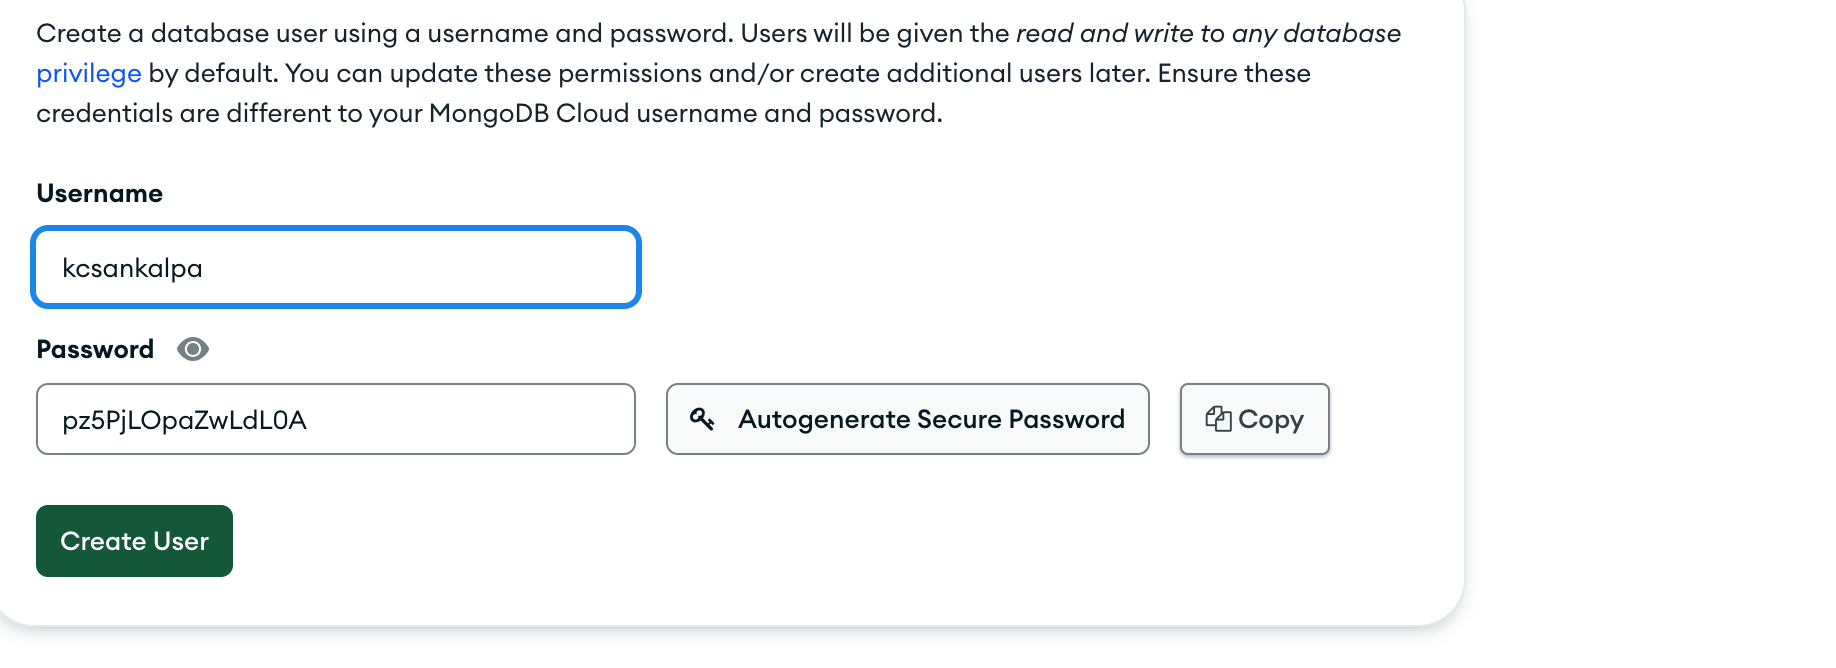 Create a database user using a username and password. Users will be given the read and write to any database
privilege by default. You can update these permissions and/or create additional users later. Ensure these
credentials are different to your MongoDB Cloud username and password.
Username
kcsankalpa
Password
pz5PjLOpaZwLdL0A
Autogenerate Secure Password
Copy
Create User